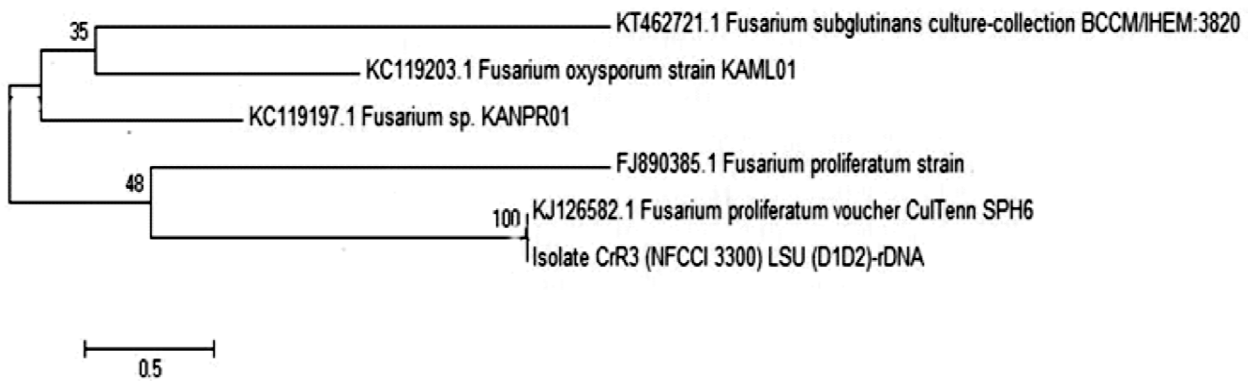 35
KT462721.1 Fusarium subglutinans culture-collection BCCM/IHEM:3820
KC119203.1 Fusarium oxysporum strain KAML01
KC119197.1 Fusarium sp. KANPR01
FJ890385.1 Fusarium proliferatum strain
48
100
KJ126582.1 Fusarium proliferatum voucher CulTenn SPH6
Isolate CrR3 (NFCCI 3300) LSU (D1D2)-rDNA
0.5